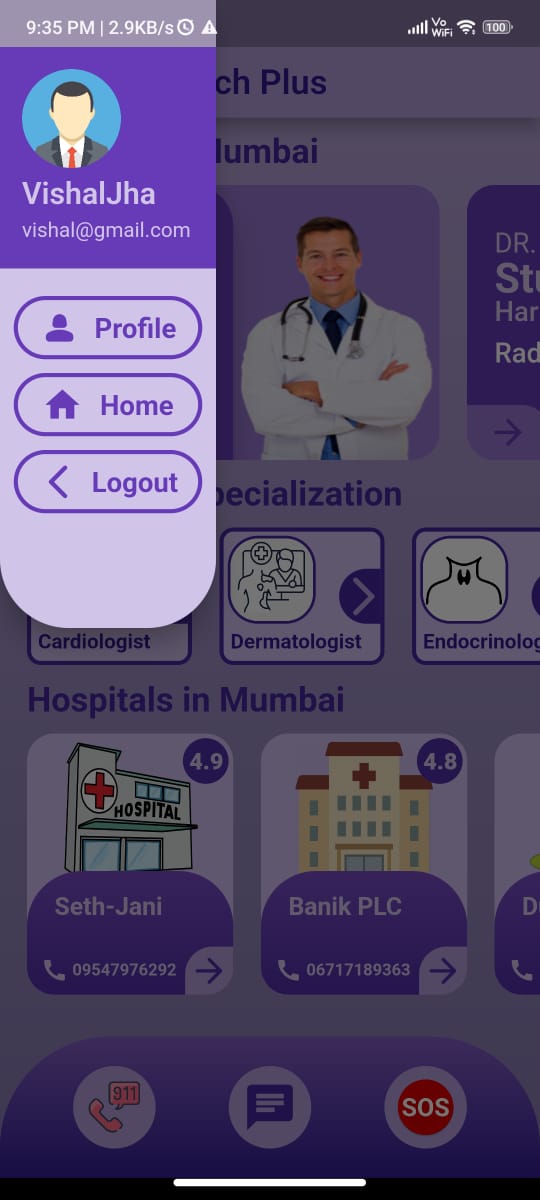 9:35 PM | 2.9KB/s
Vo
WiFi
100
ch Plus
VishalJha
vishal@gmail.com
Profile
Home
Logout
Mumbai
DR.
St
Har
Rad
pecialization
Cardiologist
Dermatologist
Endocrinolog
Hospitals in Mumbai
HOSPITAL
4.9
4.8
Seth-Jani
Banik PLC
D
09547976292
06717189363
911
SOS